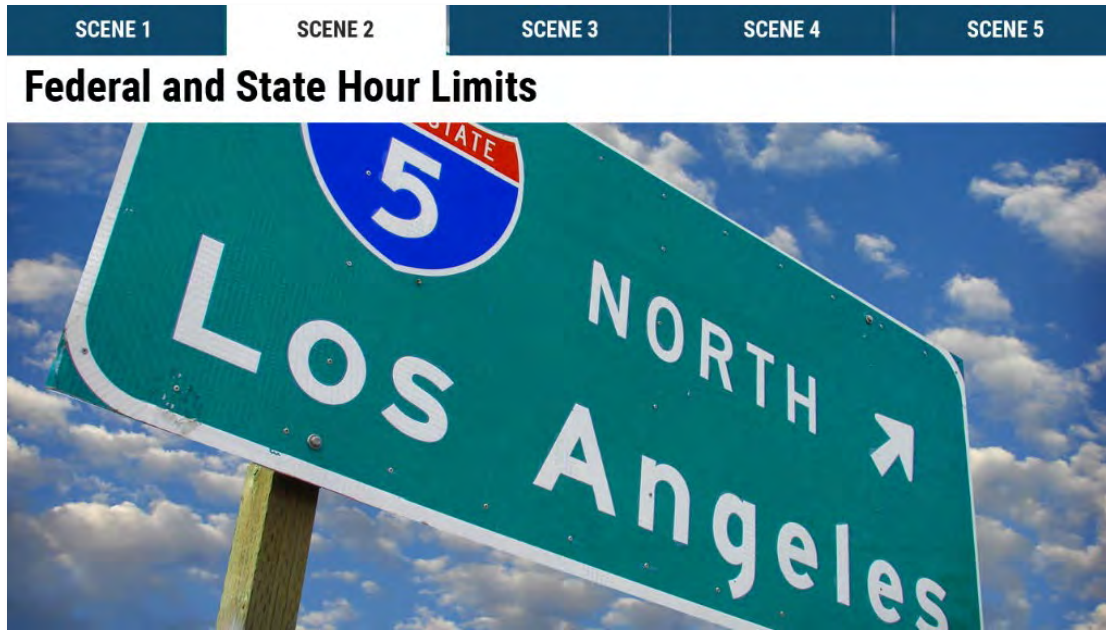 SCENE 1
SCENE 2
SCENE 3
SCENE 4
SCENE 5
Federal and State Hour Limits
STATE
5
NORTH
Los Angeles